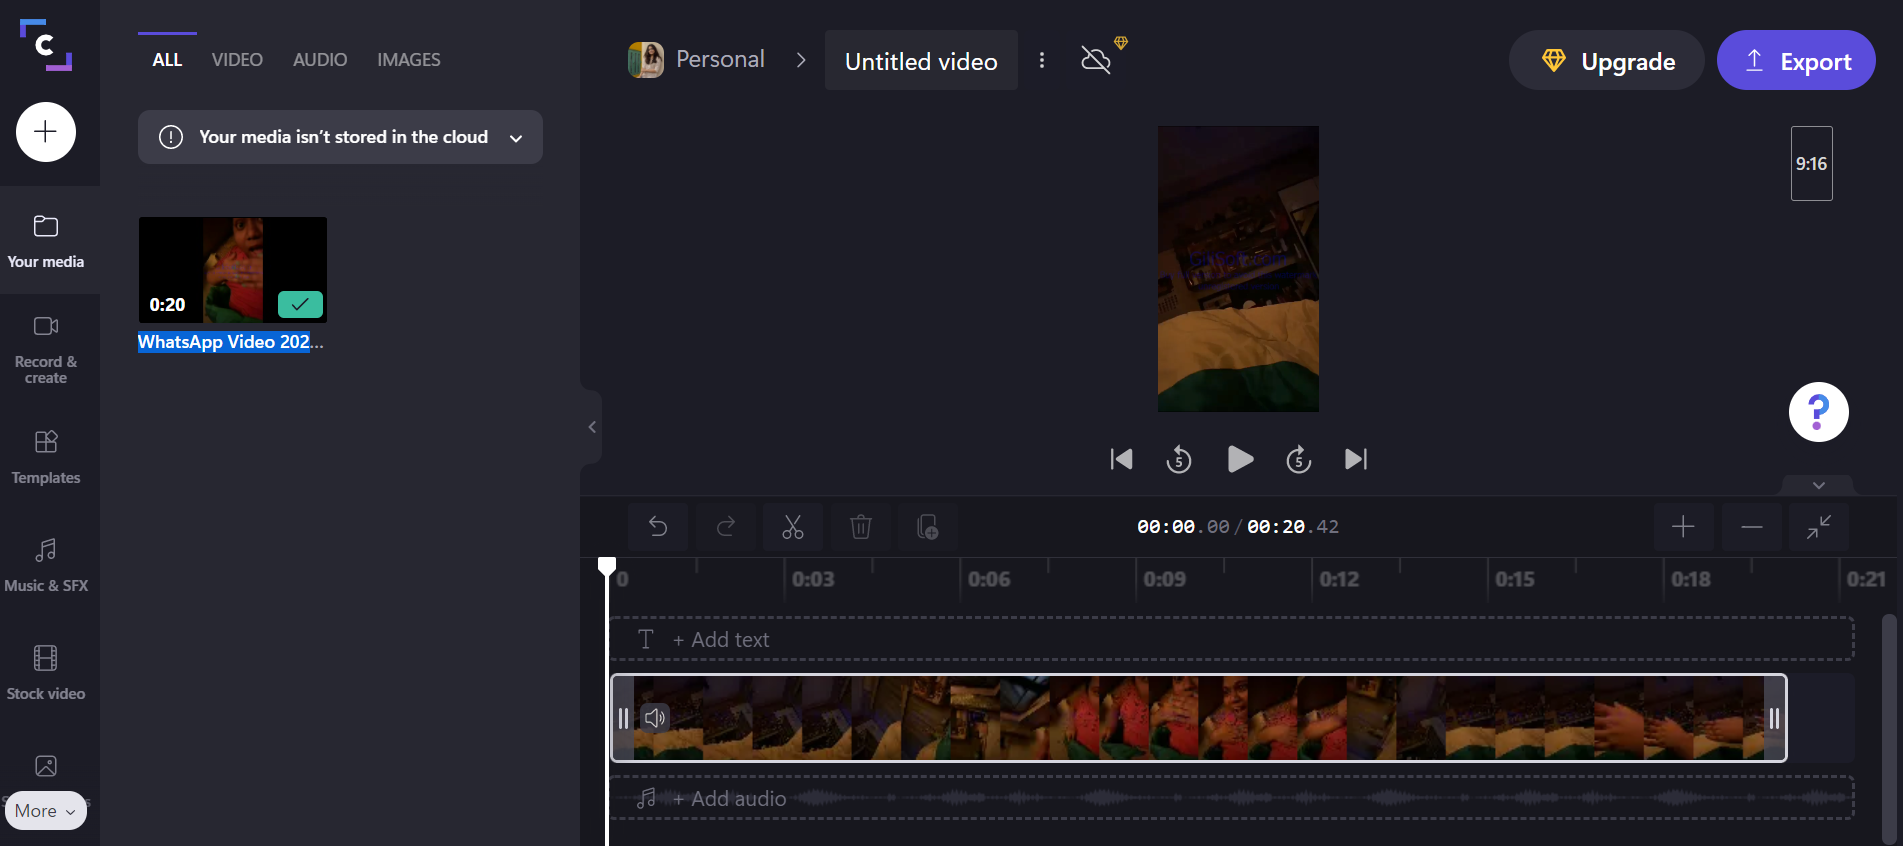 C
ALL VIDEO AUDIO IMAGES
Your media isn’t stored in the cloud
0:20
WhatsApp Video 202...
Your media
Record &
create
Templates
Music & SFX
Stock video
More
Personal
Untitled video
Upgrade
Export
9:16
?
5
5
00:00.00/00:20.42
0 0:03 0:06 0:09 0:12 0:15 0:18 0:21
T + Add text
+ Add audio